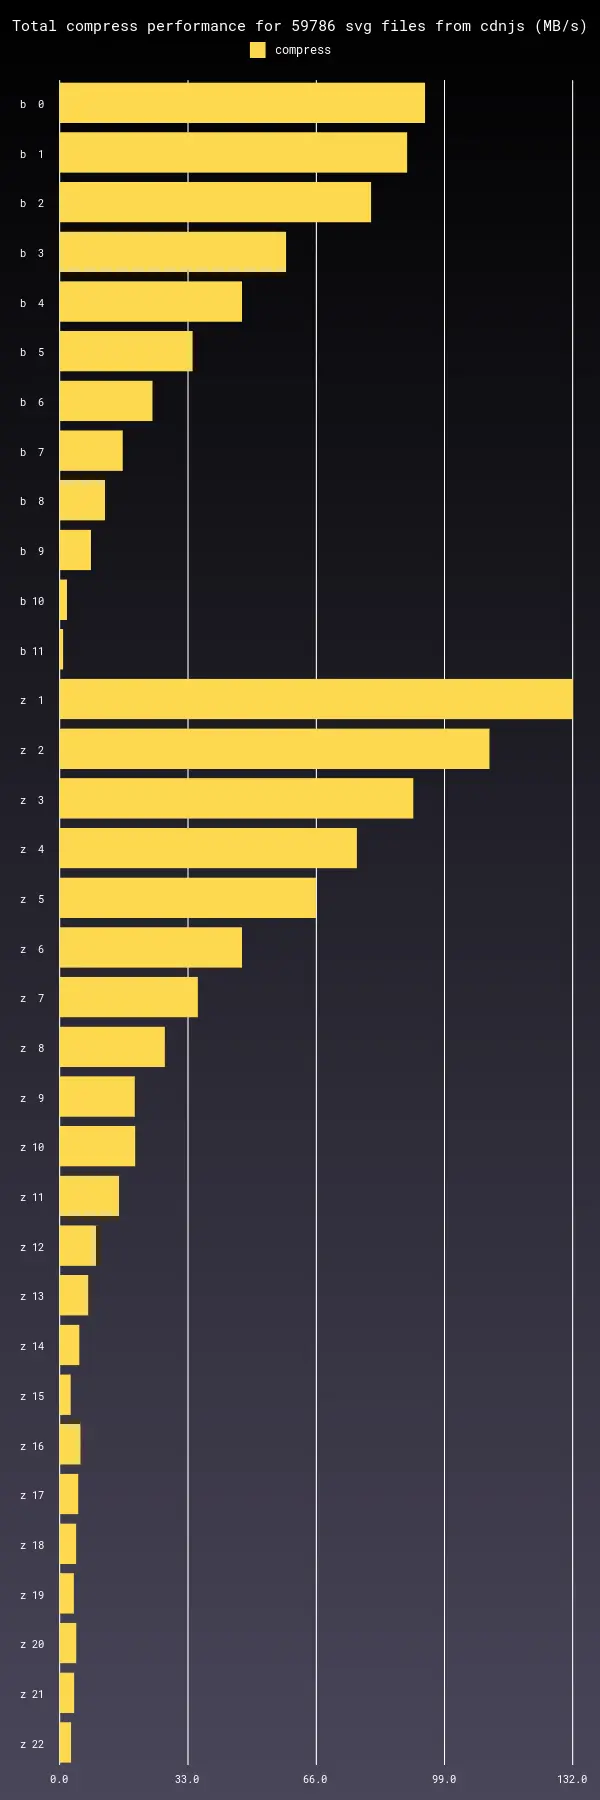 Total compress performance for 59786 svg files from cdnjs (MB/s)
compress
b 0
b 1
b 2
b 3
b 4
b 5
b 6
b 7
b 8
b 9
b 10
b 11
z 1
z 2
z 3
z 4
z 5
z 6
z 7
z 8
z 9
z 10
z 11
z 12
z 13
z 14
z 15
z 16
z 17
z 18
z 19
z 20
z 21
z 22
0.0 33.0 66.0 99.0 132.0